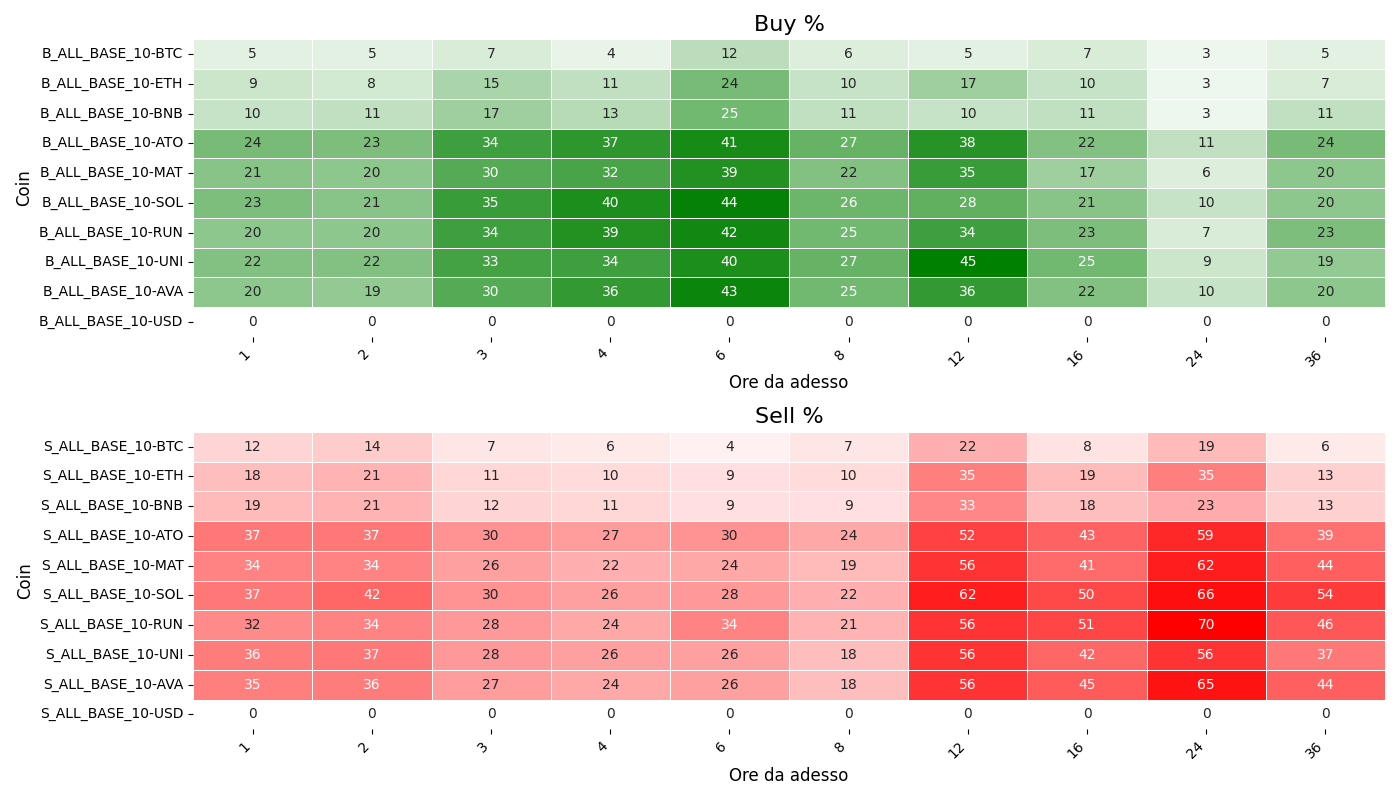 Buy %
Coin
B_ALL_BASE_10-BTC 5 5 7 4 12 6 5 7 3 5
B_ALL_BASE_10-ETH 9 8 15 11 24 10 17 10 3 7
B_ALL_BASE_10-BNB 10 11 17 13 25 11 10 11 3 11
B_ALL_BASE_10-ATO 24 23 34 37 41 27 38 22 11 24
B_ALL_BASE_10-MAT 21 20 30 32 39 22 35 17 6 20
B_ALL_BASE_10-SOL 23 21 35 40 44 26 28 21 10 20
B_ALL_BASE_10-RUN 20 20 34 39 42 25 34 23 7 23
B_ALL_BASE_10-UNI 22 22 33 34 40 27 45 25 9 19
B_ALL_BASE_10-AVA 20 19 30 36 43 25 36 22 10 20
B_ALL_BASE_10-USD 0 0 0 0 0 0 0 0 0 0
1 2 3 4 6 8 12 16 24 36
Ore da adesso
Sell %
Coin
S_ALL_BASE_10-BTC 12 14 7 6 4 7 22 8 19 6
S_ALL_BASE_10-ETH 18 21 11 10 9 10 35 19 35 13
S_ALL_BASE_10-BNB 19 21 12 11 9 9 33 18 23 13
S_ALL_BASE_10-ATO 37 37 30 27 30 24 52 43 59 39
S_ALL_BASE_10-MAT 34 34 26 22 24 19 56 41 62 44
S_ALL_BASE_10-SOL 37 42 30 26 28 22 62 50 66 54
S_ALL_BASE_10-RUN 32 34 28 24 34 21 56 51 70 46
S_ALL_BASE_10-UNI 36 37 28 26 26 18 56 42 56 37
S_ALL_BASE_10-AVA 35 36 27 24 26 18 56 45 65 44
S_ALL_BASE_10-USD 0 0 0 0 0 0 0 0 0 0
1 2 3 4 6 8 12 16 24 36
Ore da adesso